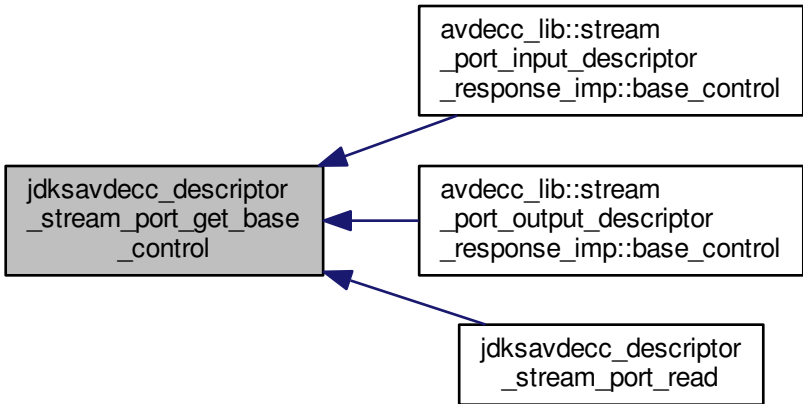 avdecc_lib::stream
_port_input_descriptor
_response_imp::base_control
jdksavdecc_descriptor
_stream_port_get_base
_control
avdecc_lib::stream
_port_output_descriptor
_response_imp::base_control
jdksavdecc_descriptor
_stream_port_read